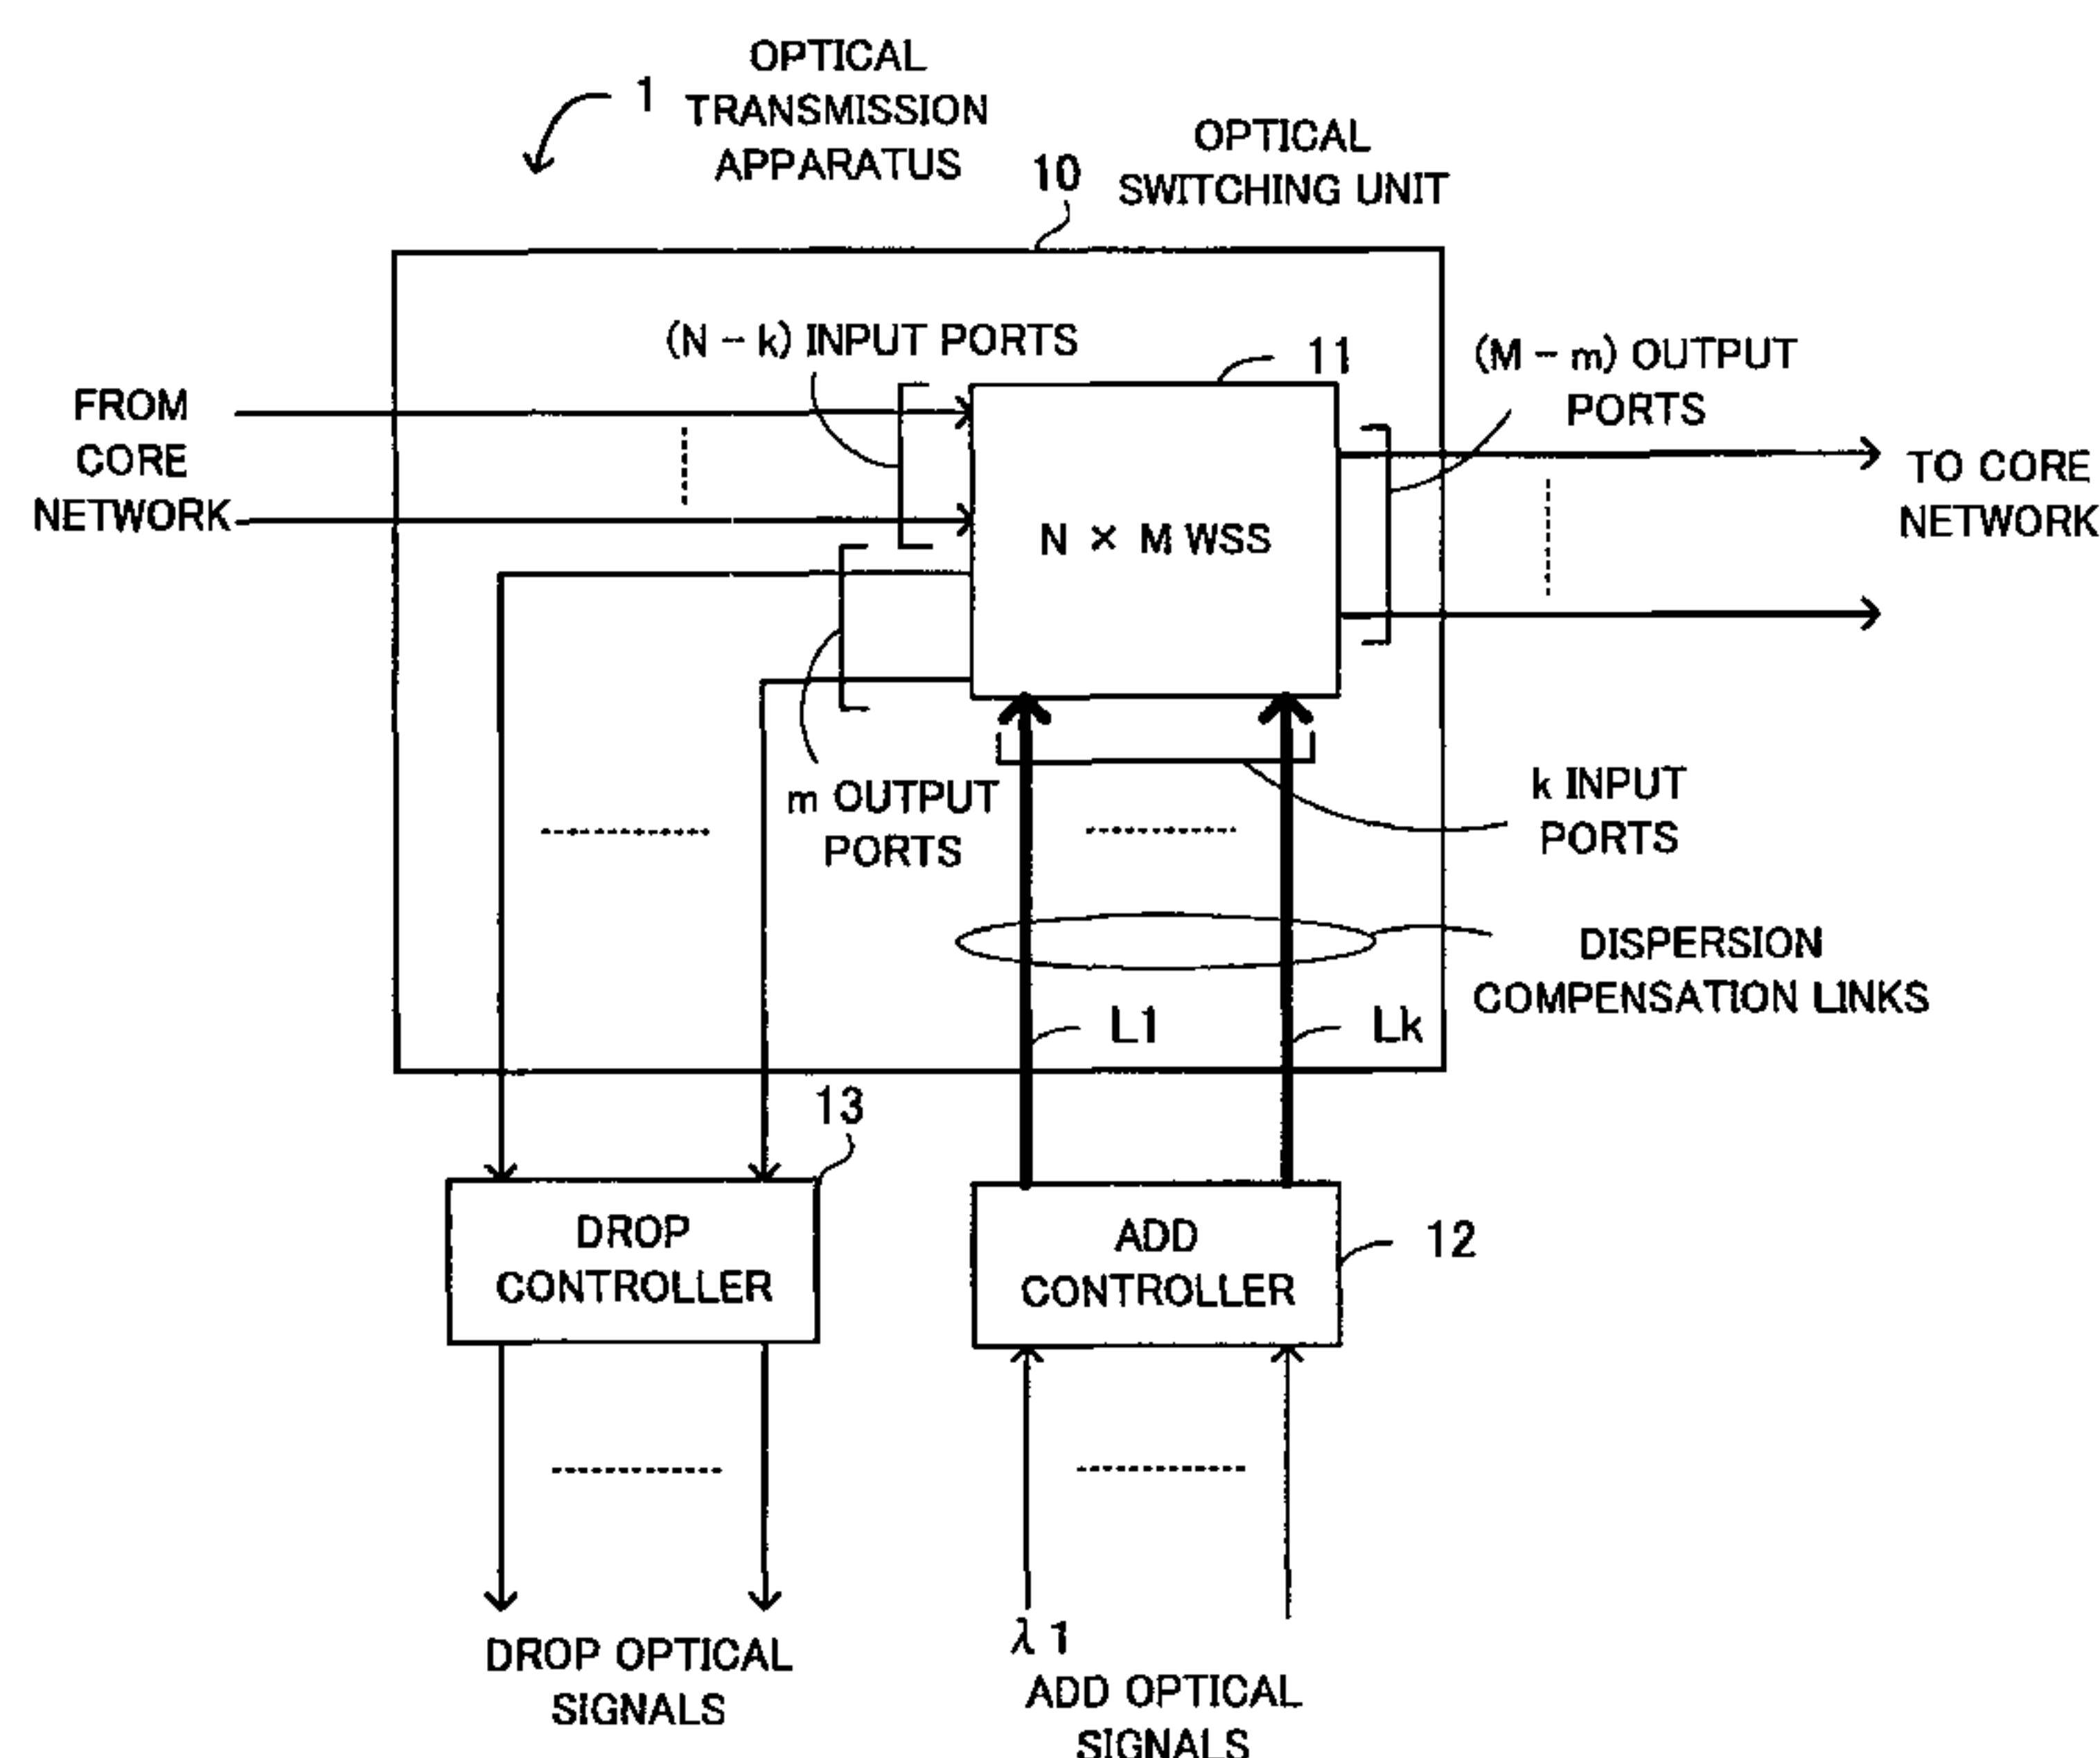 1
OPTICAL
TRANSMISSION
APPARATUS
10
OPTICAL
SWITCHING UNIT
(N - k) INPUT PORTS
11
(M - m) OUTPUT
PORTS
FROM
CORE
NETWORK
N × M WSS
TO CORE
NETWORK
m OUTPUT
PORTS
k INPUT
PORTS
DISPERSION
COMPENSATION LINKS
L1
Lk
13
DROP
CONTROLLER
ADD
CONTROLLER
12
DROP OPTICAL
SIGNALS
λ 1
ADD OPTICAL
SIGNALS